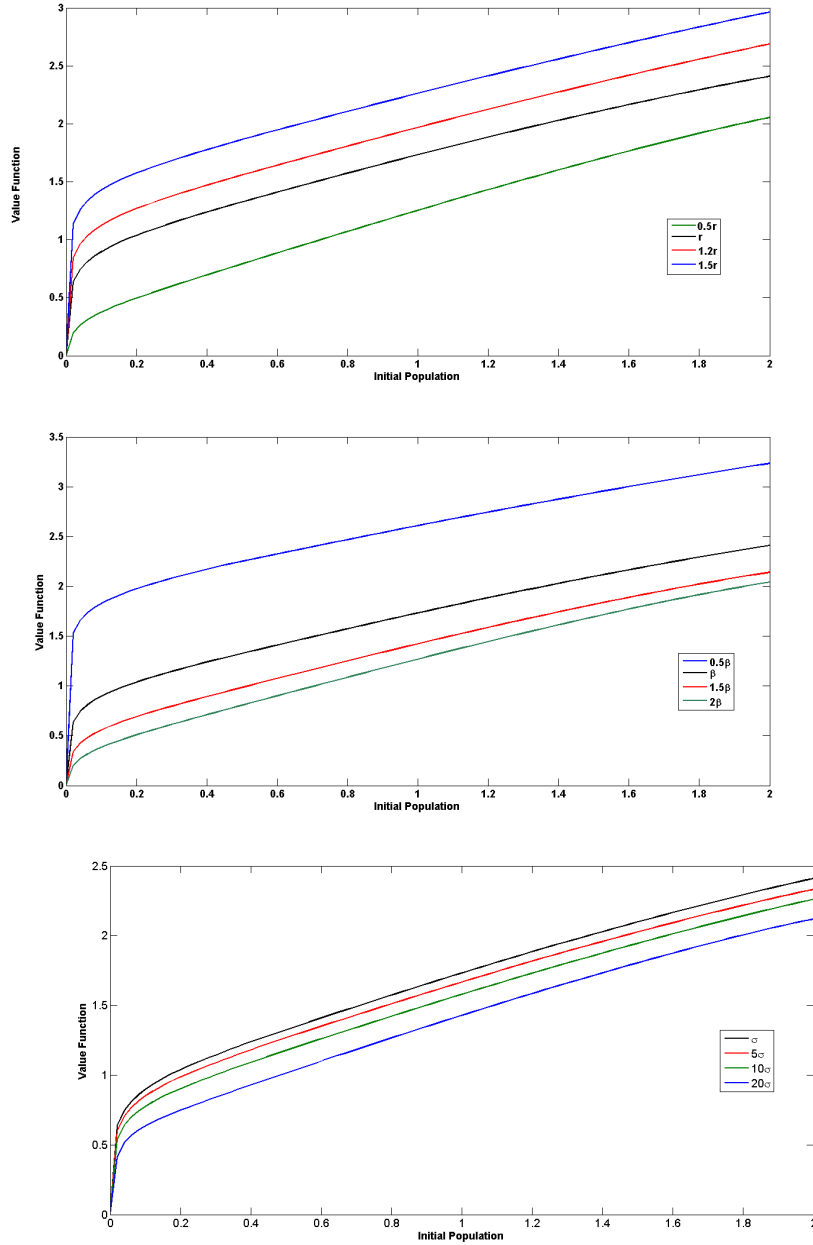 3
2.5
2
1.5
1
0.5
0
Value Function
0.5r
r
1.2r
1.5r
0 0.2 0.4 0.6 0.8 1 1.2 1.4 1.6 1.8 2
Initial Population
3.5
3
2.5
2
1.5
1
0.5
0
Value Function
0.5β
β
1.5β
2β
0 0.2 0.4 0.6 0.8 1 1.2 1.4 1.6 1.8 2
Initial Population
2.5
2
1.5
1
0.5
0
Value Function
σ
5σ
10σ
20σ
0 0.2 0.4 0.6 0.8 1 1.2 1.4 1.6 1.8 2
Initial Population